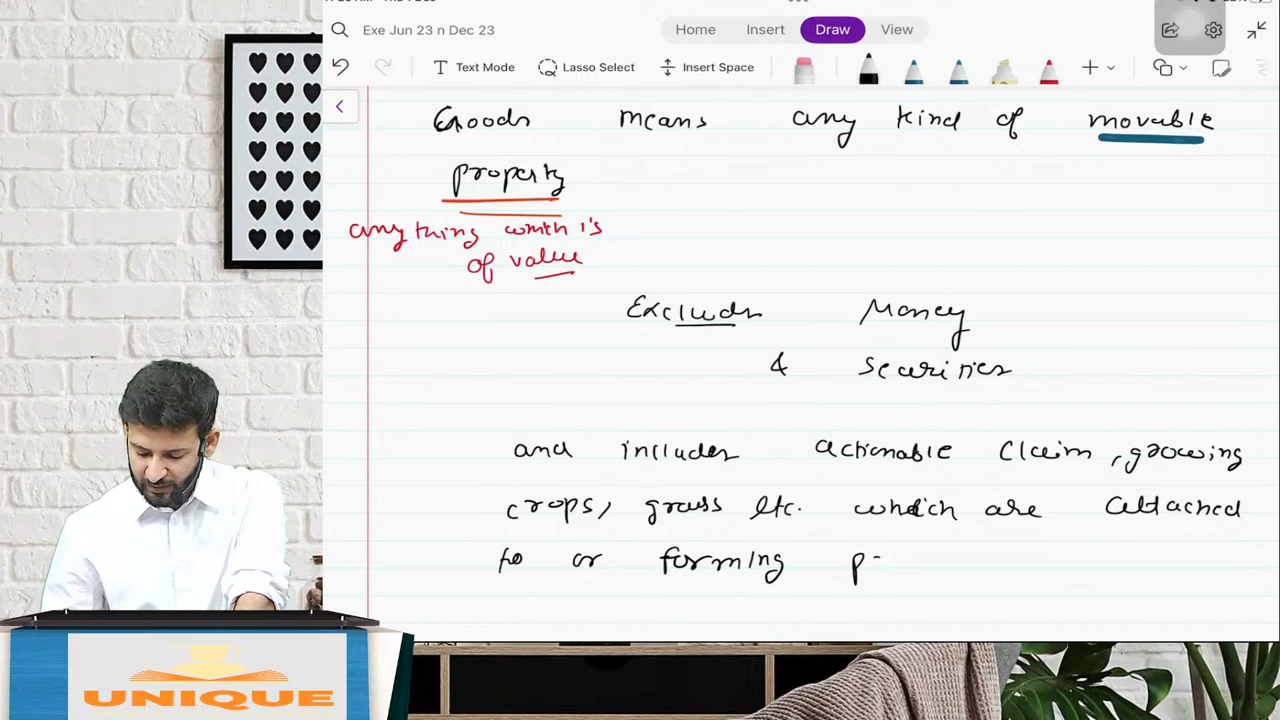 Exe Jun 23 n Dec 23
Home Insert Draw View
Text Mode Lasso Select Insert Space
Goods means any kind of movable
property
anything worth is
of value
Excludes Money
& Securities
and includes actionable claim, growing
crops, grass etc. which are attached
to or forming p
UNIQUE